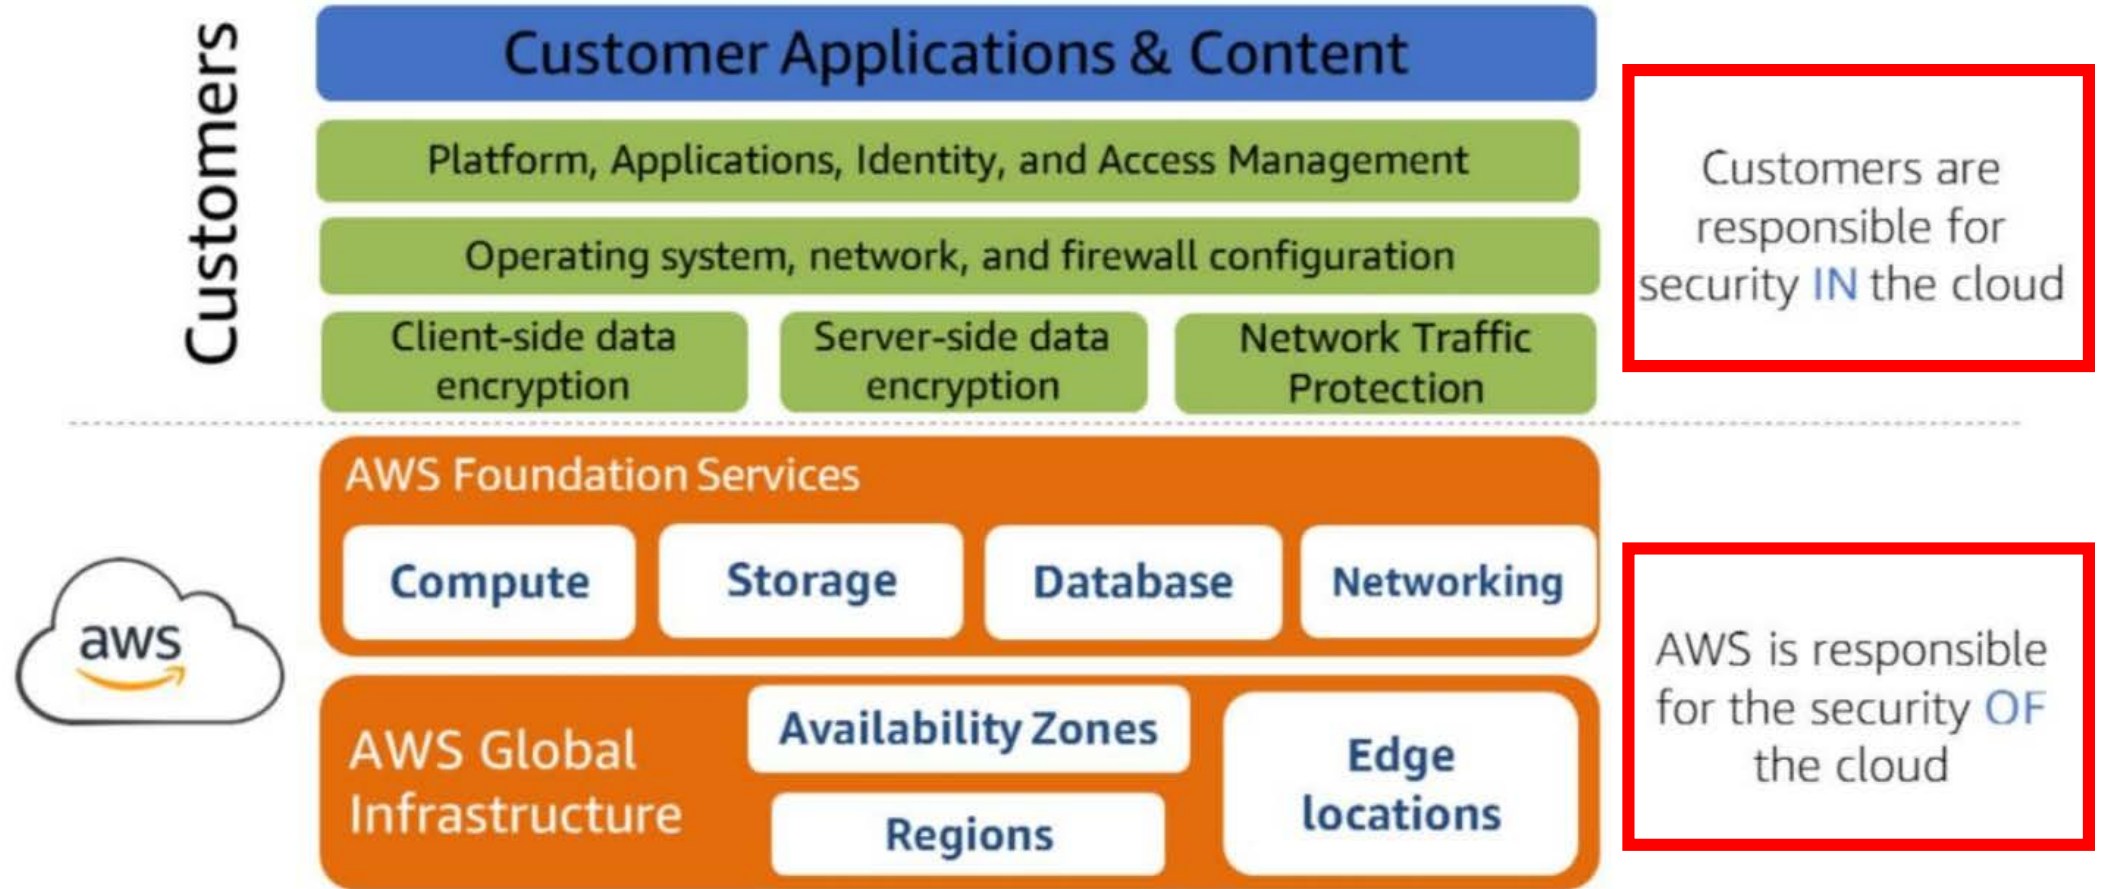 Customers
Customer Applications & Content
Platform, Applications, Identity, and Access Management
Operating system, network, and firewall configuration
Client-side data
encryption
Server-side data
encryption
Network Traffic
Protection
Customers are
responsible for
security IN the cloud
aws
AWS Foundation Services
Compute
Storage
Database
Networking
AWS Global
Infrastructure
Availability Zones
Regions
Edge
locations
AWS is responsible
for the security OF
the cloud